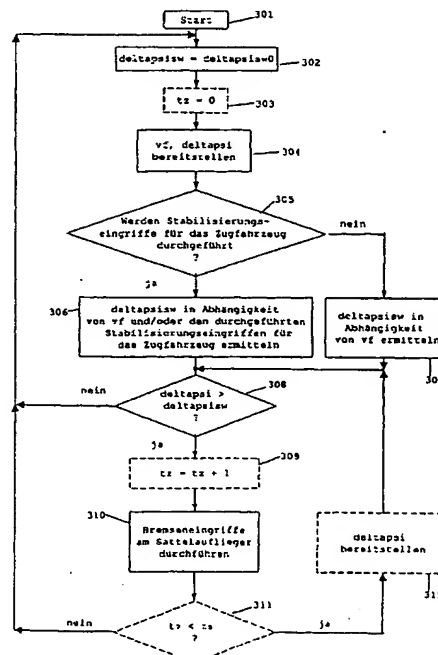 Start
301
deltapsisw = deltapsisw0
302
tz = 0
303
vf, deltapsi
bereitstellen
304
305
Werden Stabilisierungs-
eingriffe für das Zugfahrzeug
durchgeführt
?
nein
ja
306
deltapsisw in Abhängigkeit
von vf und/oder den durchgeführten
Stabilisierungseingriffen für
das Zugfahrzeug ermitteln
deltapsisw in
Abhängigkeit
von vf ermitteln
308
nein
deltapsi >
deltapsisw
?
ja
309
tz = tz + 1
310
Bremseneingriffe
am Sattelauflieger
durchführen
deltapsi
bereitstellen
311
nein
tz < ts
?
ja